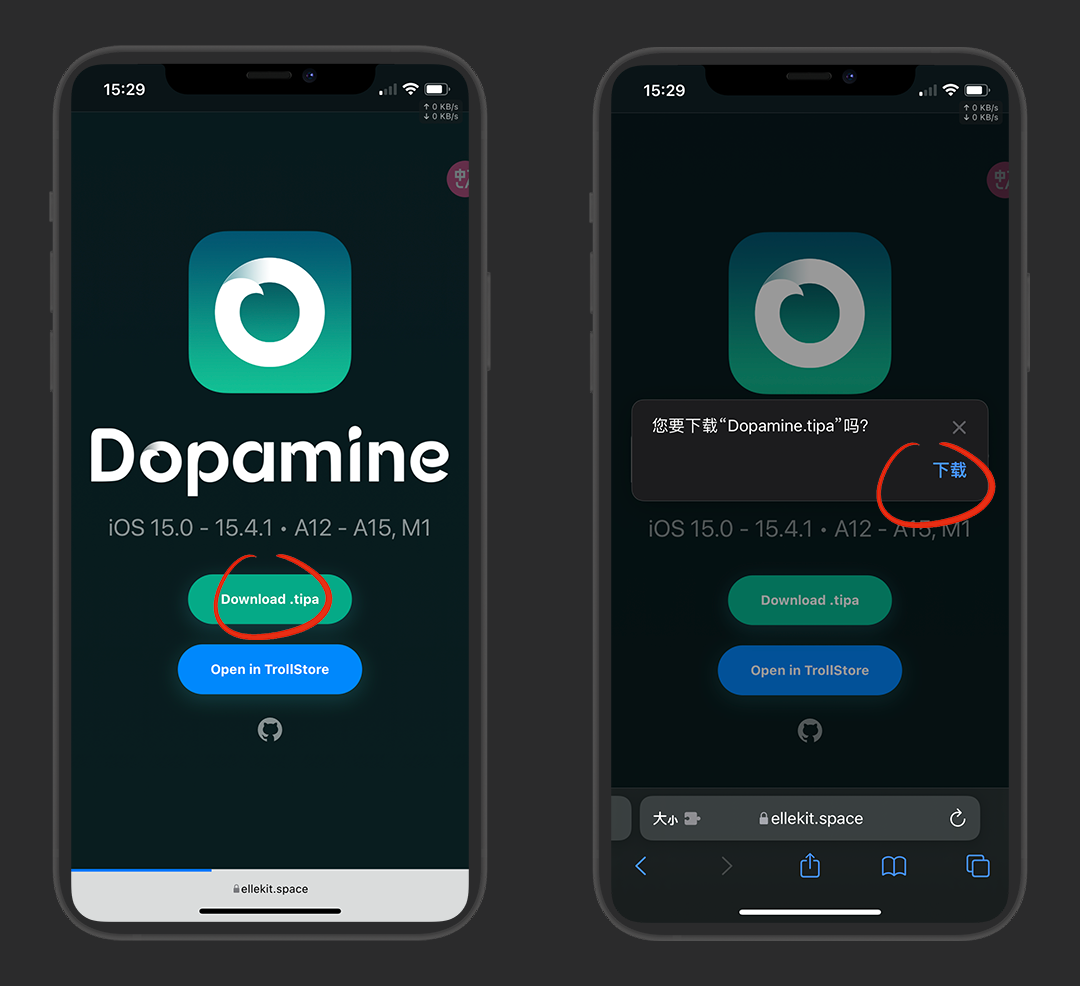 15:29
↑ 0 KB/s
↓ 0 KB/s
中
Dopamine
iOS 15.0 - 15.4.1 • A12 - A15, M1
Download .tipa
Open in TrollStore
ellekit.space
15:29
↑ 0 KB/s
↓ 0 KB/s
中
您要下载“Dopamine.tipa”吗?
下载
iOS 15.0 - 15.4.1 • A12 - A15, M1
Download .tipa
Open in TrollStore
大小 ellekit.space